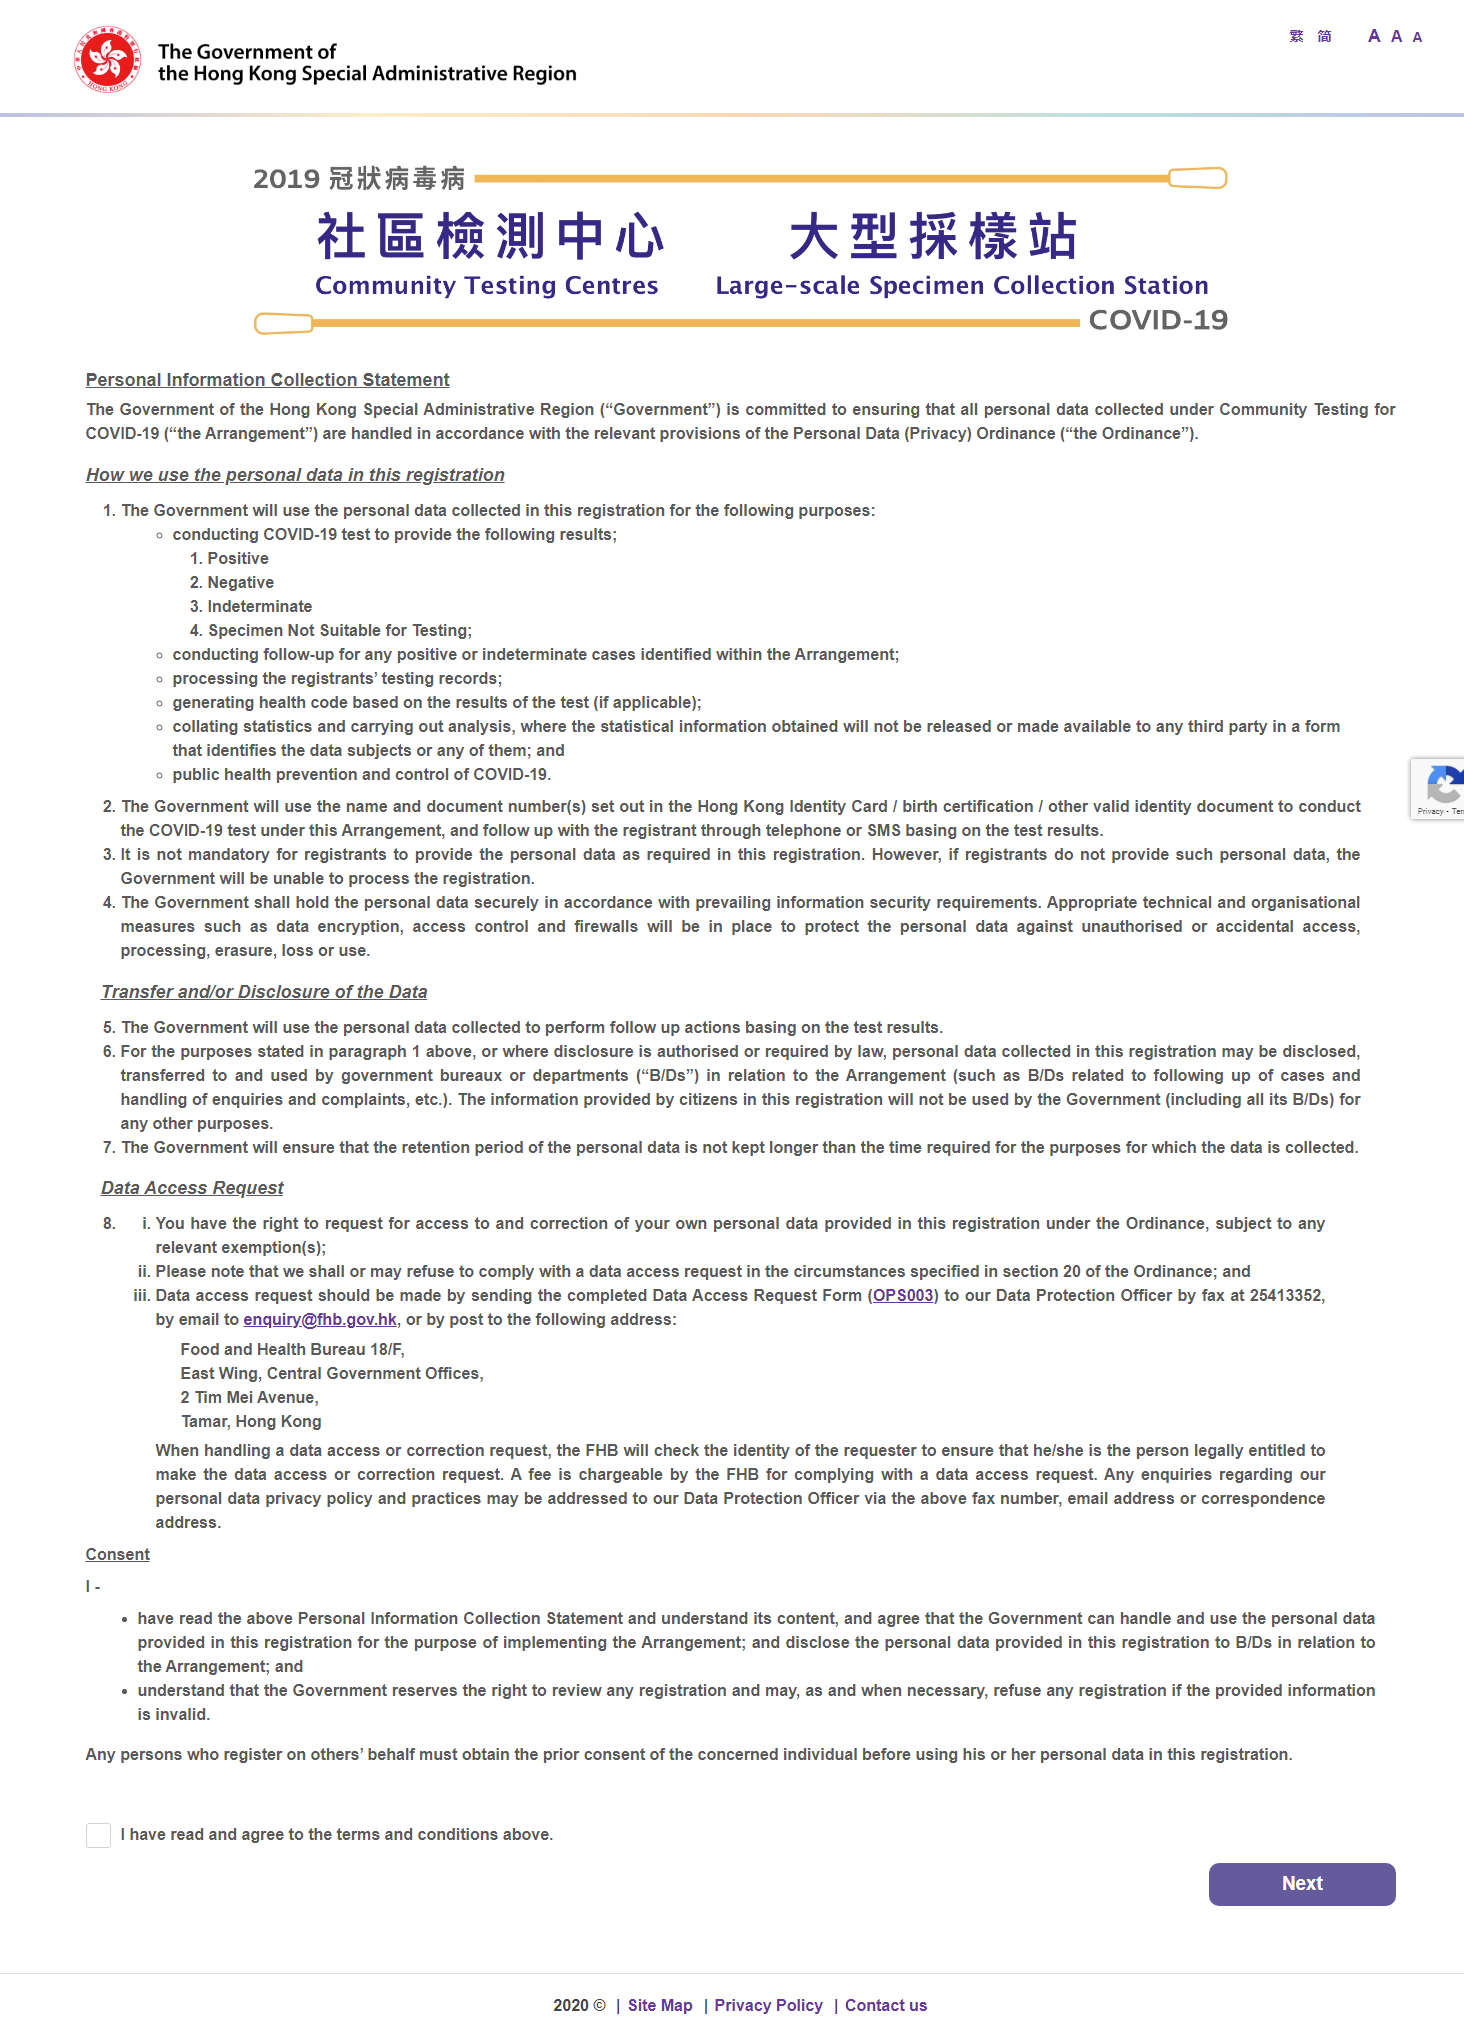 The Government of
the Hong Kong Special Administrative Region
HONG KONG
繁 简 A A A
2019 冠狀病毒病
社區檢測中心 大型採樣站
Community Testing Centres Large-scale Specimen Collection Station
COVID-19
Personal Information Collection Statement
The Government of the Hong Kong Special Administrative Region (“Government”) is committed to ensuring that all personal data collected under Community Testing for
COVID-19 (“the Arrangement”) are handled in accordance with the relevant provisions of the Personal Data (Privacy) Ordinance (“the Ordinance”).
How we use the personal data in this registration
1. The Government will use the personal data collected in this registration for the following purposes:
◦ conducting COVID-19 test to provide the following results;
1. Positive
2. Negative
3. Indeterminate
4. Specimen Not Suitable for Testing;
◦ conducting follow-up for any positive or indeterminate cases identified within the Arrangement;
◦ processing the registrants’ testing records;
◦ generating health code based on the results of the test (if applicable);
◦ collating statistics and carrying out analysis, where the statistical information obtained will not be released or made available to any third party in a form
that identifies the data subjects or any of them; and
◦ public health prevention and control of COVID-19.
Privacy - Ter
2. The Government will use the name and document number(s) set out in the Hong Kong Identity Card / birth certification / other valid identity document to conduct
the COVID-19 test under this Arrangement, and follow up with the registrant through telephone or SMS basing on the test results.
3. It is not mandatory for registrants to provide the personal data as required in this registration. However, if registrants do not provide such personal data, the
Government will be unable to process the registration.
4. The Government shall hold the personal data securely in accordance with prevailing information security requirements. Appropriate technical and organisational
measures such as data encryption, access control and firewalls will be in place to protect the personal data against unauthorised or accidental access,
processing, erasure, loss or use.
Transfer and/or Disclosure of the Data
5. The Government will use the personal data collected to perform follow up actions basing on the test results.
6. For the purposes stated in paragraph 1 above, or where disclosure is authorised or required by law, personal data collected in this registration may be disclosed,
transferred to and used by government bureaux or departments (“B/Ds”) in relation to the Arrangement (such as B/Ds related to following up of cases and
handling of enquiries and complaints, etc.). The information provided by citizens in this registration will not be used by the Government (including all its B/Ds) for
any other purposes.
7. The Government will ensure that the retention period of the personal data is not kept longer than the time required for the purposes for which the data is collected.
Data Access Request
8. i. You have the right to request for access to and correction of your own personal data provided in this registration under the Ordinance, subject to any
relevant exemption(s);
ii. Please note that we shall or may refuse to comply with a data access request in the circumstances specified in section 20 of the Ordinance; and
iii. Data access request should be made by sending the completed Data Access Request Form (OPS003) to our Data Protection Officer by fax at 25413352,
by email to enquiry@fhb.gov.hk, or by post to the following address:
Food and Health Bureau 18/F,
East Wing, Central Government Offices,
2 Tim Mei Avenue,
Tamar, Hong Kong
When handling a data access or correction request, the FHB will check the identity of the requester to ensure that he/she is the person legally entitled to
make the data access or correction request. A fee is chargeable by the FHB for complying with a data access request. Any enquiries regarding our
personal data privacy policy and practices may be addressed to our Data Protection Officer via the above fax number, email address or correspondence
address.
Consent
I -
• have read the above Personal Information Collection Statement and understand its content, and agree that the Government can handle and use the personal data
provided in this registration for the purpose of implementing the Arrangement; and disclose the personal data provided in this registration to B/Ds in relation to
the Arrangement; and
• understand that the Government reserves the right to review any registration and may, as and when necessary, refuse any registration if the provided information
is invalid.
Any persons who register on others’ behalf must obtain the prior consent of the concerned individual before using his or her personal data in this registration.
I have read and agree to the terms and conditions above.
Next
2020 © | Site Map | Privacy Policy | Contact us